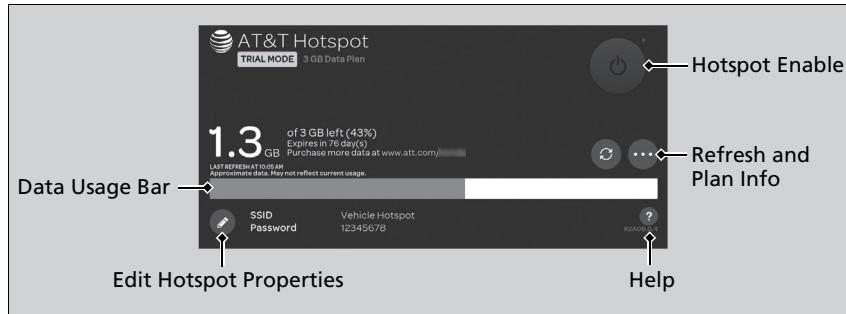 AT&T Hotspot
TRIAL MODE 3 GB Data Plan
Hotspot Enable
1.3 GB
of 3 GB left (43%)
Expires in 76 day(s)
Purchase more data at www.att.com/
LAST REFRESH AT 10:05 AM
Approximate data. May not reflect current usage.
Refresh and
Plan Info
Data Usage Bar
SSID Vehicle Hotspot
Password 12345678
?
Edit Hotspot Properties
Help